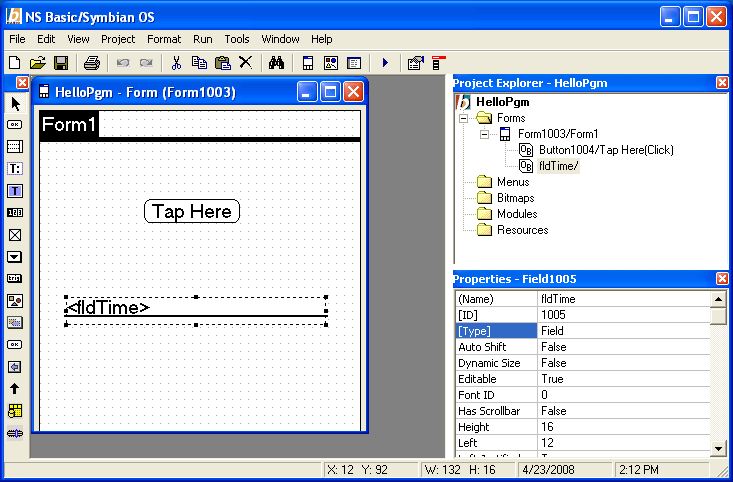 NS Basic/Symbian OS
File Edit View Project Format Run Tools Window Help
HelloPgm - Form (Form1003)
Form1
Tap Here
<fldTime>
Project Explorer - HelloPgm
HelloPgm
Forms
Form1003/Form1
Button1004/Tap Here(Click)
fldTime/
Menus
Bitmaps
Modules
Resources
Properties - Field1005
(Name) fldTime
[ID] 1005
[Type] Field
Auto Shift False
Dynamic Size False
Editable True
Font ID 0
Has Scrollbar False
Height 16
Left 12
X: 12 Y: 92 W: 132 H: 16 4/23/2008 2:12 PM